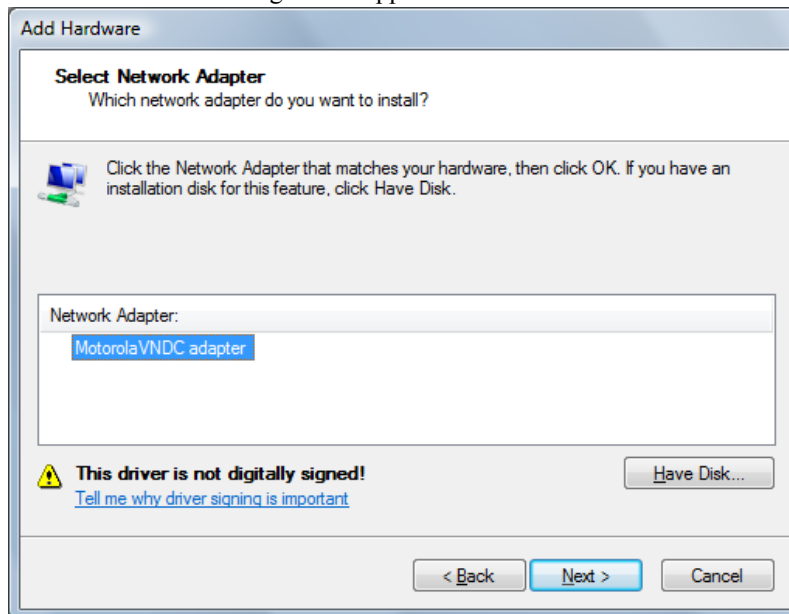 Add Hardware
Select Network Adapter
Which network adapter do you want to install?
Click the Network Adapter that matches your hardware, then click OK. If you have an
installation disk for this feature, click Have Disk.
Network Adapter:
MotorolaVNDC adapter
This driver is not digitally signed!
Have Disk...
Tell me why driver signing is important
< Back
Next >
Cancel